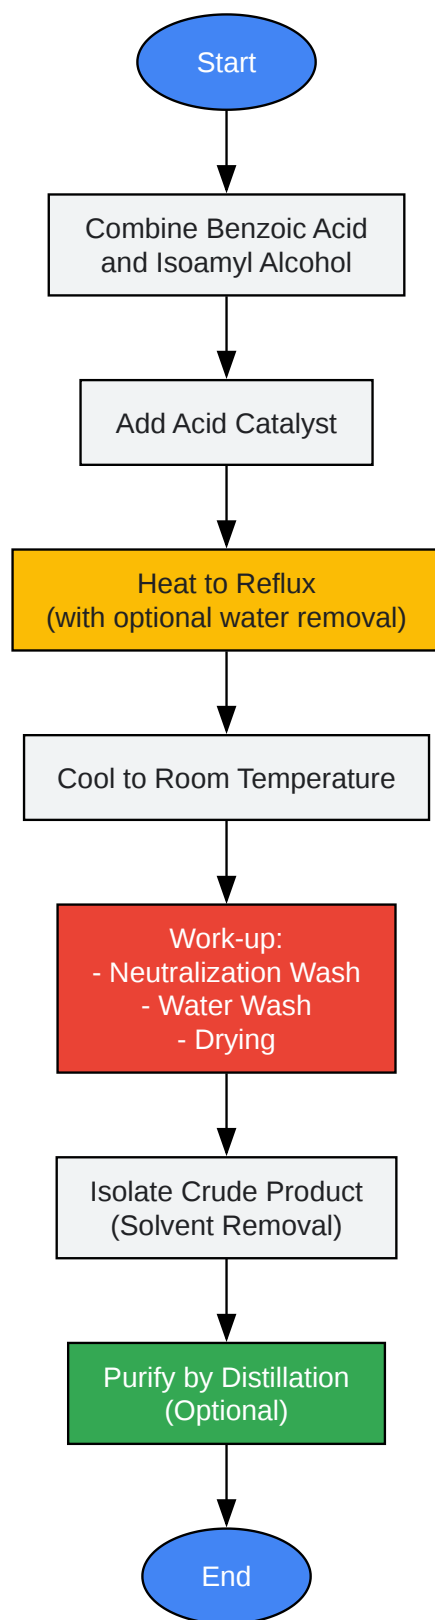 Start
Combine Benzoic Acid
and Isoamyl Alcohol
Add Acid Catalyst
Heat to Reflux
(with optional water removal)
Cool to Room Temperature
Work-up:
- Neutralization Wash
- Water Wash
- Drying
Isolate Crude Product
(Solvent Removal)
Purify by Distillation
(Optional)
End